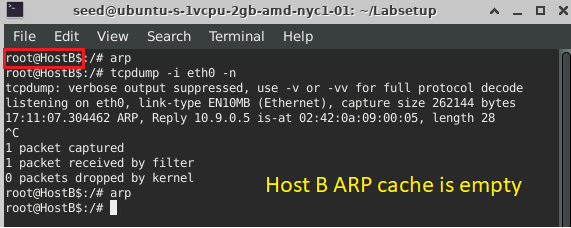 seed@ubuntu-s-1vcpu-2gb-amd-nyc1-01: ~/Labsetup
File Edit View Search Terminal Help
root@HostB$:/# arp
root@HostB$:/# tcpdump -i eth0 -n
tcpdump: verbose output suppressed, use -v or -vv for full protocol decode
listening on eth0, link-type EN10MB (Ethernet), capture size 262144 bytes
17:11:07.304462 ARP, Reply 10.9.0.5 is-at 02:42:0a:09:00:05, length 28
^C
1 packet captured
1 packet received by filter
0 packets dropped by kernel
root@HostB$:/# arp
root@HostB$:/#
Host B ARP cache is empty